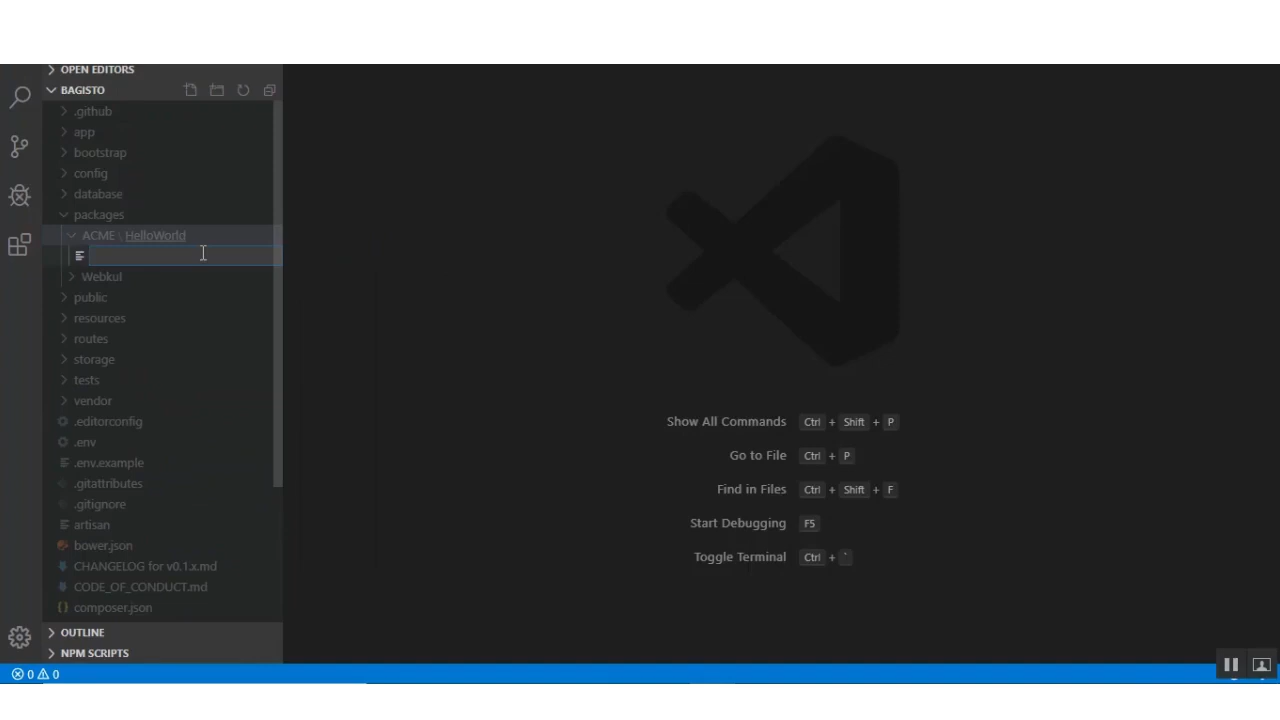 OPEN EDITORS
BAGISTO
.github
app
bootstrap
config
database
packages
ACME \ HelloWorld
Webkul
public
resources
routes
storage
tests
vendor
.editorconfig
.env
.env.example
.gitattributes
.gitignore
artisan
bower.json
CHANGELOG for v0.1.x.md
CODE_OF_CONDUCT.md
composer.json
OUTLINE
NPM SCRIPTS
Show All Commands Ctrl + Shift + P
Go to File Ctrl + P
Find in Files Ctrl + Shift + F
Start Debugging F5
Toggle Terminal Ctrl + `
0 0